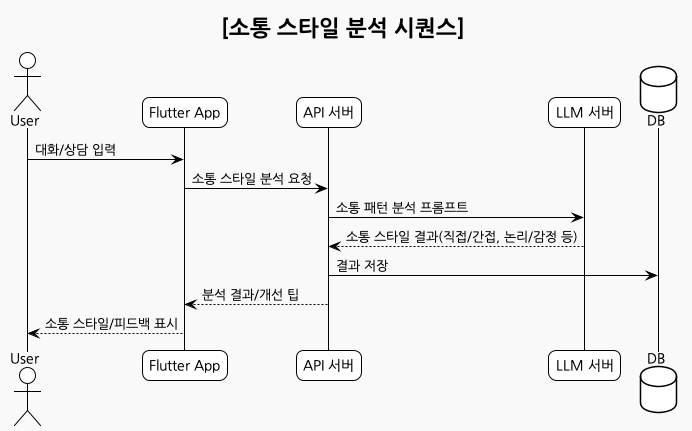 [소통 스타일 분석 시퀀스]
User
Flutter App
API 서버
LLM 서버
DB
대화/상담 입력
소통 스타일 분석 요청
소통 패턴 분석 프롬프트
소통 스타일 결과(직접/간접, 논리/감정 등)
결과 저장
분석 결과/개선 팁
소통 스타일/피드백 표시
User
Flutter App
API 서버
LLM 서버
DB